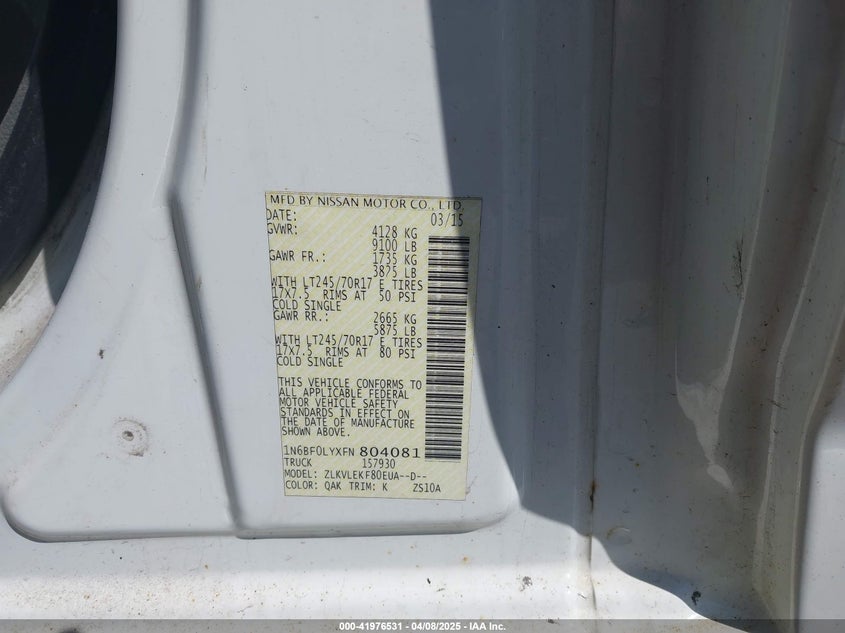 MFD BY NISSAN MOTOR CO., LTD.
DATE: 03/15
GVWR: 4128 KG
9100 LB
GAWR FR.: 1735 KG
3875 LB
WITH LT245/70R17 E TIRES
17X7.5 RIMS AT 50 PSI
COLD SINGLE
GAWR RR.: 2665 KG
5875 LB
WITH LT245/70R17 E TIRES
17X7.5 RIMS AT 80 PSI
COLD SINGLE
THIS VEHICLE CONFORMS TO
ALL APPLICABLE FEDERAL
MOTOR VEHICLE SAFETY
STANDARDS IN EFFECT ON
THE DATE OF MANUFACTURE
SHOWN ABOVE.
1N6BF0LYXFN 804081
TRUCK 157930
MODEL: ZLKVLEKF80EUA--D--
COLOR: QAK TRIM: K ZS10A
000-41976531 - 04/08/2025 - IAA Inc.